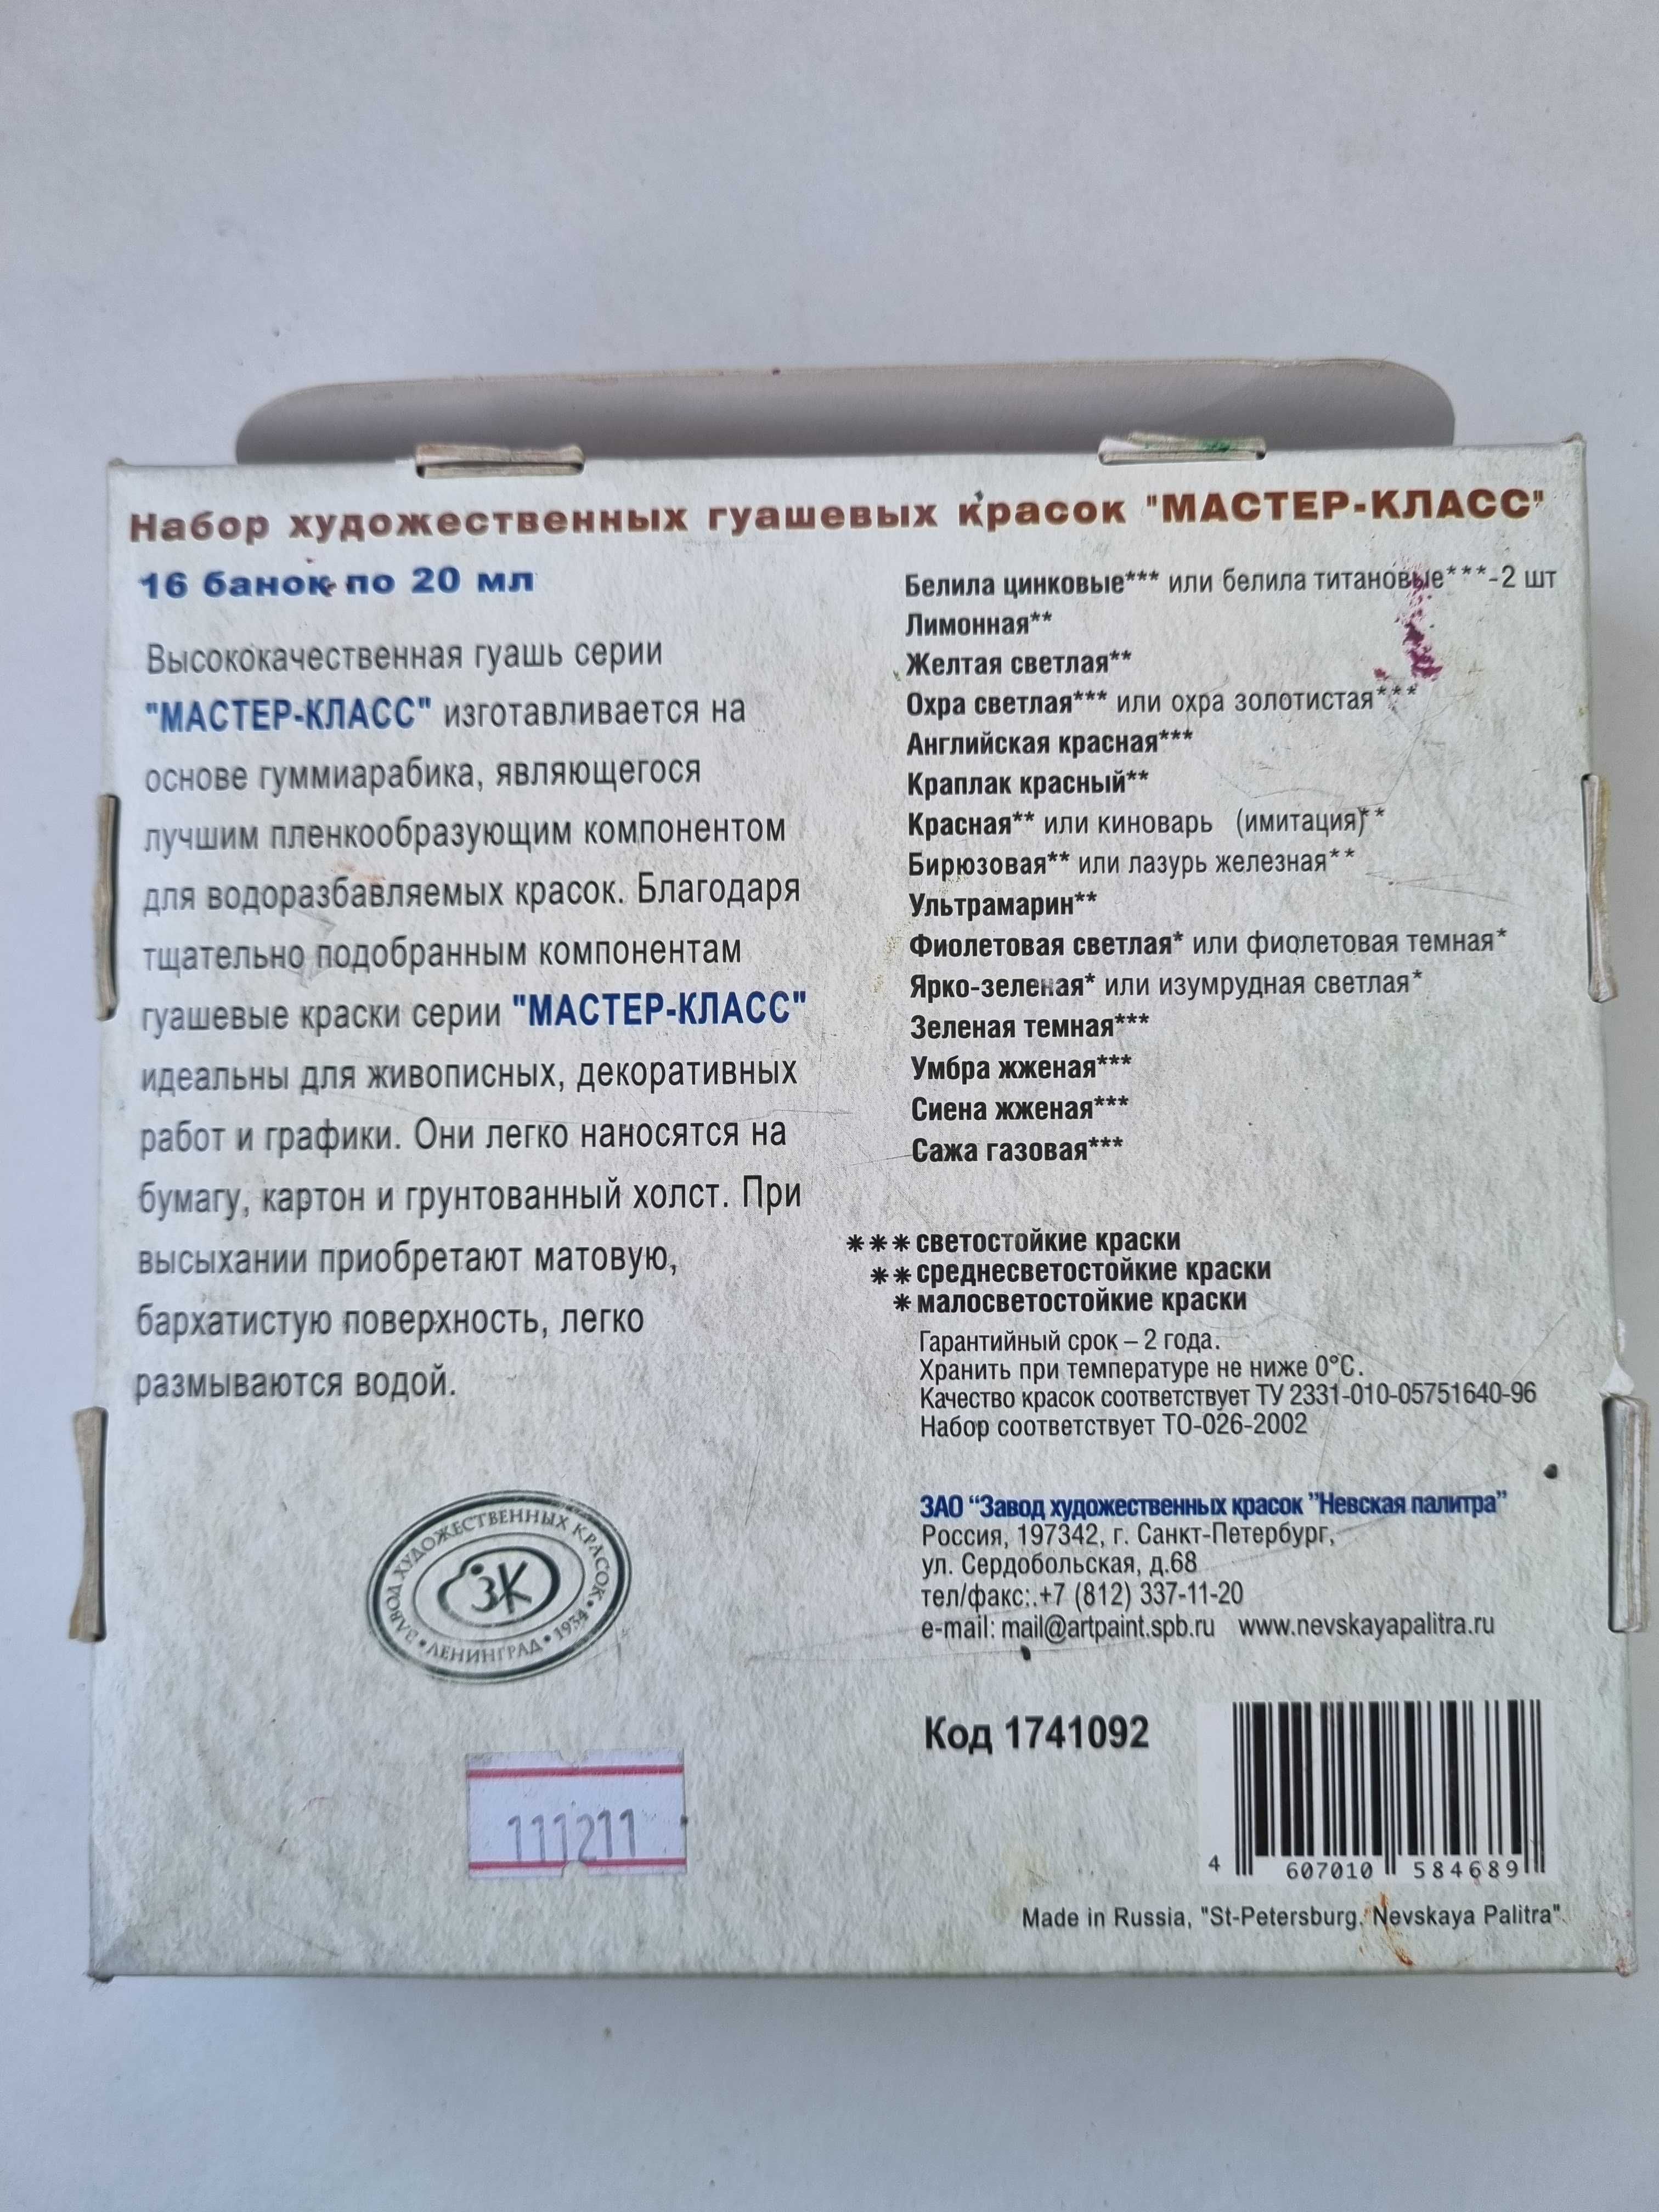 Набор художественных гуашевых красок "МАСТЕР-КЛАСС"
16 банок по 20 мл
Высококачественная гуашь серии
"МАСТЕР-КЛАСС" изготавливается на
основе гуммиарабика, являющегося
лучшим пленкообразующим компонентом
для водоразбавляемых красок. Благодаря
тщательно подобранным компонентам
гуашевые краски серии "МАСТЕР-КЛАСС"
идеальны для живописных, декоративных
работ и графики. Они легко наносятся на
бумагу, картон и грунтованный холст. При
высыхании приобретают матовую,
бархатистую поверхность, легко
размываются водой.
Белила цинковые*** или белила титановые***-2 шт
Лимонная**
Желтая светлая**
Охра светлая*** или охра золотистая***
Английская красная***
Краплак красный**
Красная** или киноварь (имитация)**
Бирюзовая** или лазурь железная**
Ультрамарин**
Фиолетовая светлая* или фиолетовая темная*
Ярко-зеленая* или изумрудная светлая*
Зеленая темная***
Умбра жженая***
Сиена жженая***
Сажа газовая***
***светостойкие краски
**среднесветостойкие краски
*малосветостойкие краски
Гарантийный срок – 2 года.
Хранить при температуре не ниже 0°С.
Качество красок соответствует ТУ 2331-010-05751640-96
Набор соответствует ТО-026-2002
ЗАО “Завод художественных красок ”Невская палитра”
Россия, 197342, г. Санкт-Петербург,
ул. Сердобольская, д.68
тел/факс:.+7 (812) 337-11-20
e-mail: mail@artpaint.spb.ru www.nevskayapalitra.ru
ЗАВОД ХУДОЖЕСТВЕННЫХ КРАСОК • ЛЕНИНГРАД • 1934 •
ЗК
111211
Код 1741092
4 607010 584689
Made in Russia, "St-Petersburg. Nevskaya Palitra".